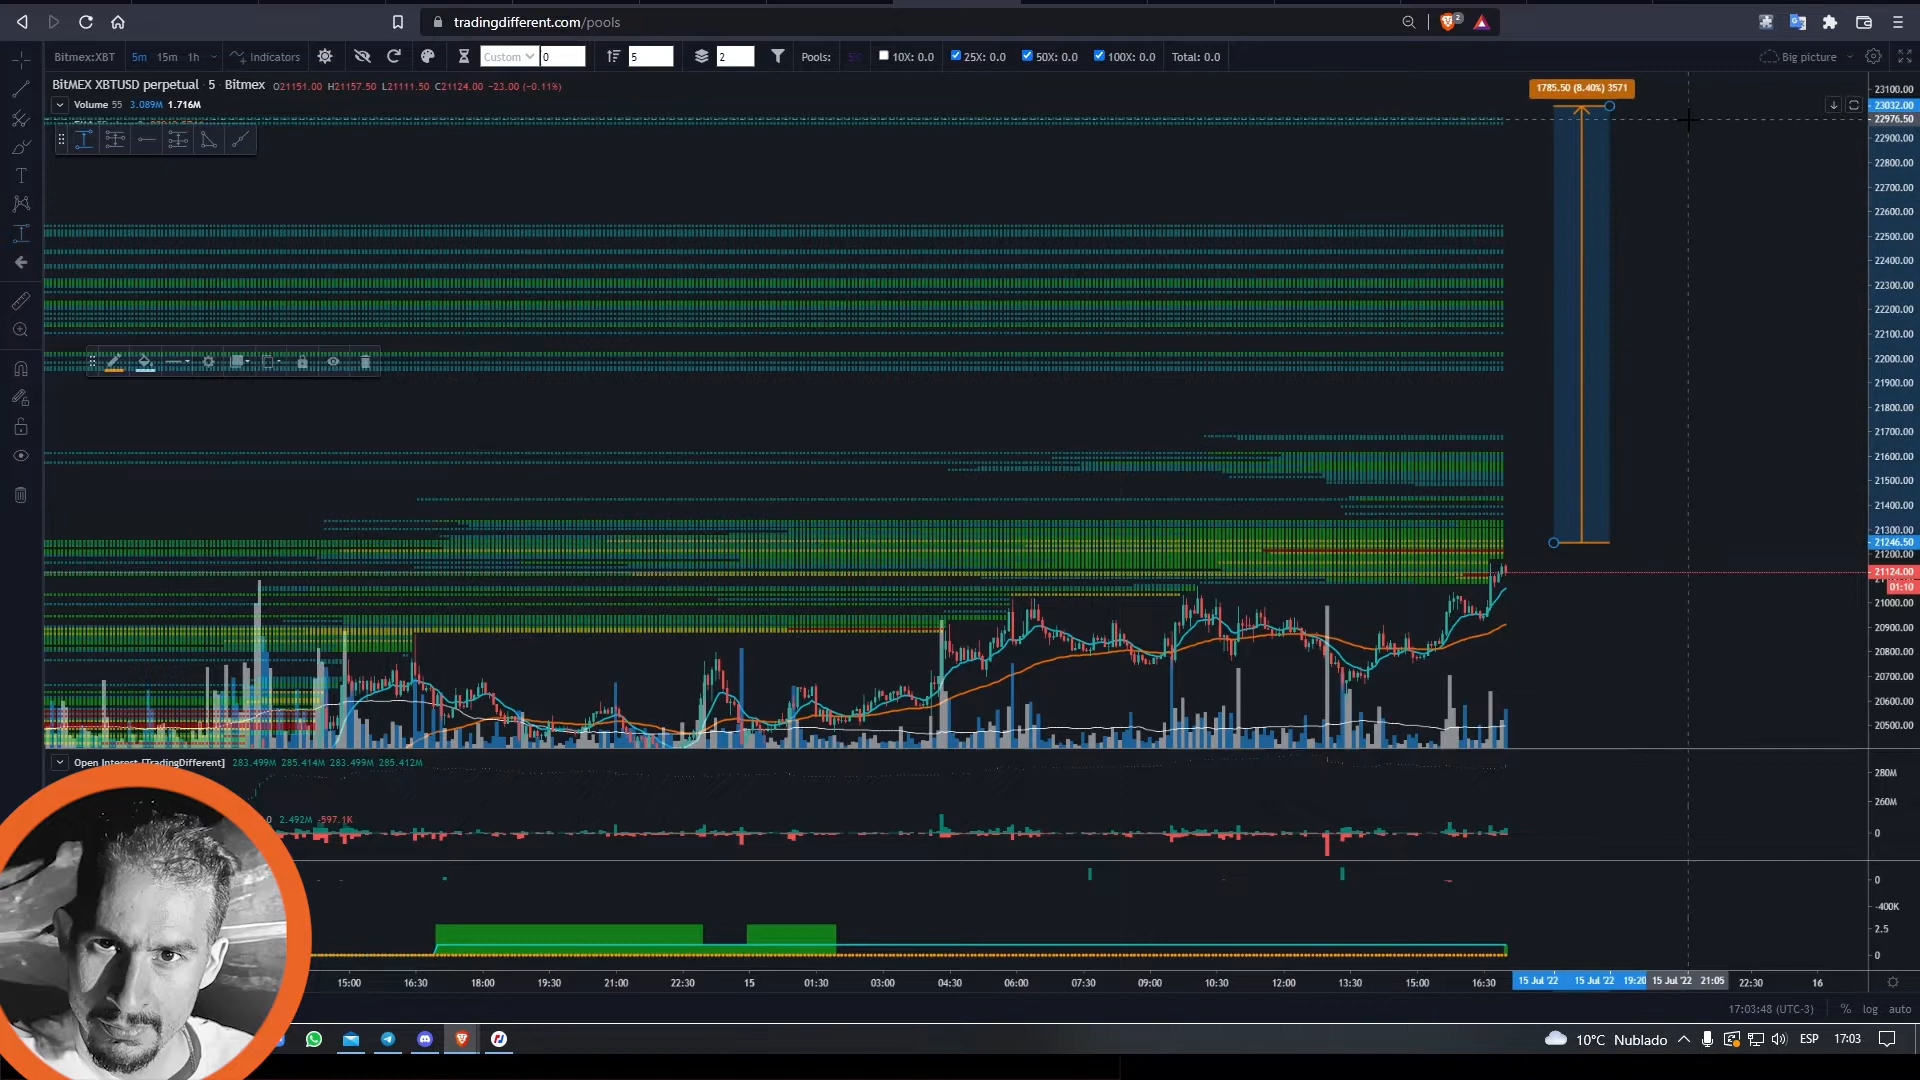 tradingdifferent.com/pools
2
Bitmex:XBT 5m 15m 1h Indicators Custom 0 5 2 Pools: 5X 10X: 0.0 25X: 0.0 50X: 0.0 100X: 0.0 Total: 0.0 Big picture
BitMEX XBTUSD perpetual · 5 · Bitmex O21151.00 H21157.50 L21111.50 C21124.00 −23.00 (−0.11%)
Volume 55 3.089M 1.716M
1785.50 (8.40%) 3571
23100.00
23032.00
22976.50
22900.00
22800.00
22700.00
22600.00
22500.00
22400.00
22300.00
22200.00
22100.00
22000.00
21900.00
21800.00
21700.00
21600.00
21500.00
21400.00
21300.00
21246.50
21200.00
21124.00
01:10
21000.00
20900.00
20800.00
20700.00
20600.00
20500.00
Open Interest [TradingDifferent] 283.499M 285.414M 283.499M 285.412M
280M
260M
0 2.492M -597.1K
0
0
-400K
2.5
0
15:00 16:30 18:00 19:30 21:00 22:30 15 01:30 03:00 04:30 06:00 07:30 09:00 10:30 12:00 13:30 15:00 16:30 15 Jul '22 15 Jul '22 19:20 15 Jul '22 21:05 22:30 16
17:03:48 (UTC-3) % log auto
10°C Nublado ESP 17:03